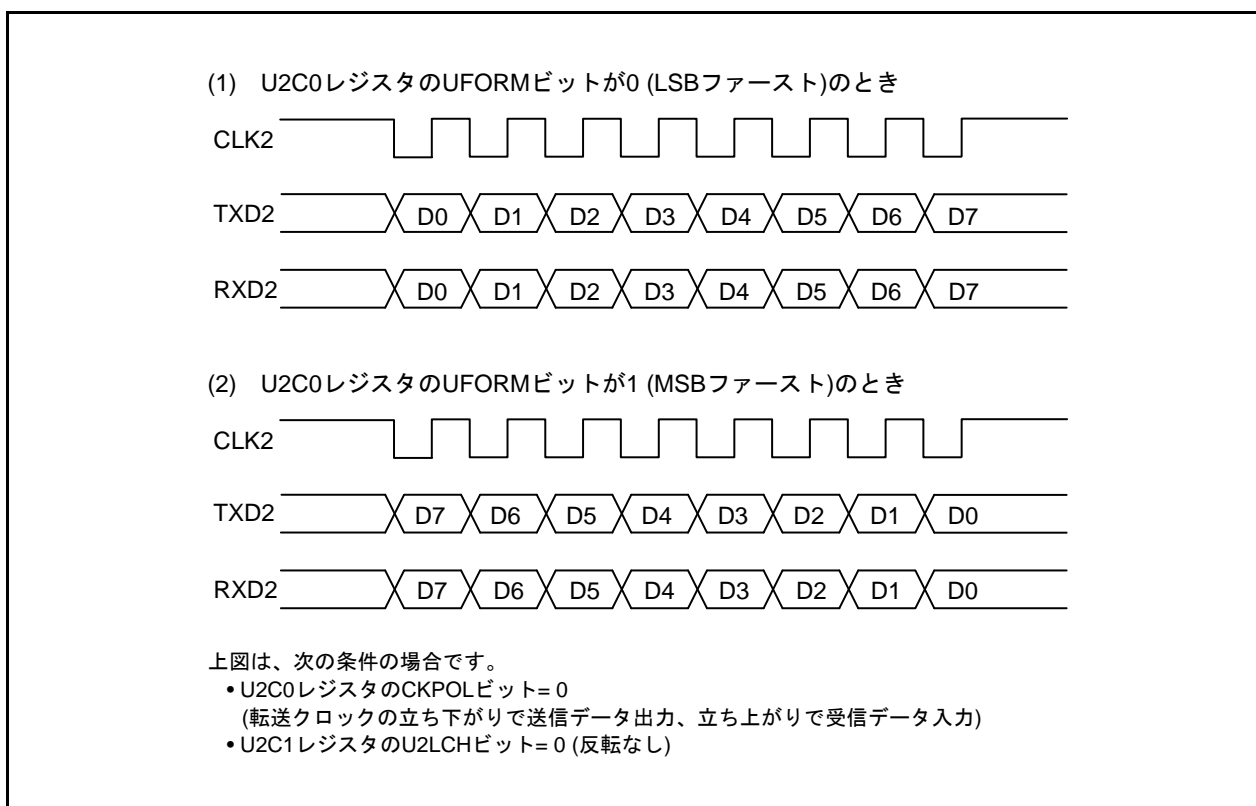 (1) U2C0レジスタのUFORMビットが0 (LSBファースト)のとき
CLK2
TXD2 D0 D1 D2 D3 D4 D5 D6 D7
RXD2 D0 D1 D2 D3 D4 D5 D6 D7
(2) U2C0レジスタのUFORMビットが1 (MSBファースト)のとき
CLK2
TXD2 D7 D6 D5 D4 D3 D2 D1 D0
RXD2 D7 D6 D5 D4 D3 D2 D1 D0
上図は、次の条件の場合です。
•U2C0レジスタのCKPOLビット= 0
(転送クロックの立ち下がりで送信データ出力、立ち上がりで受信データ入力)
•U2C1レジスタのU2LCHビット= 0 (反転なし)